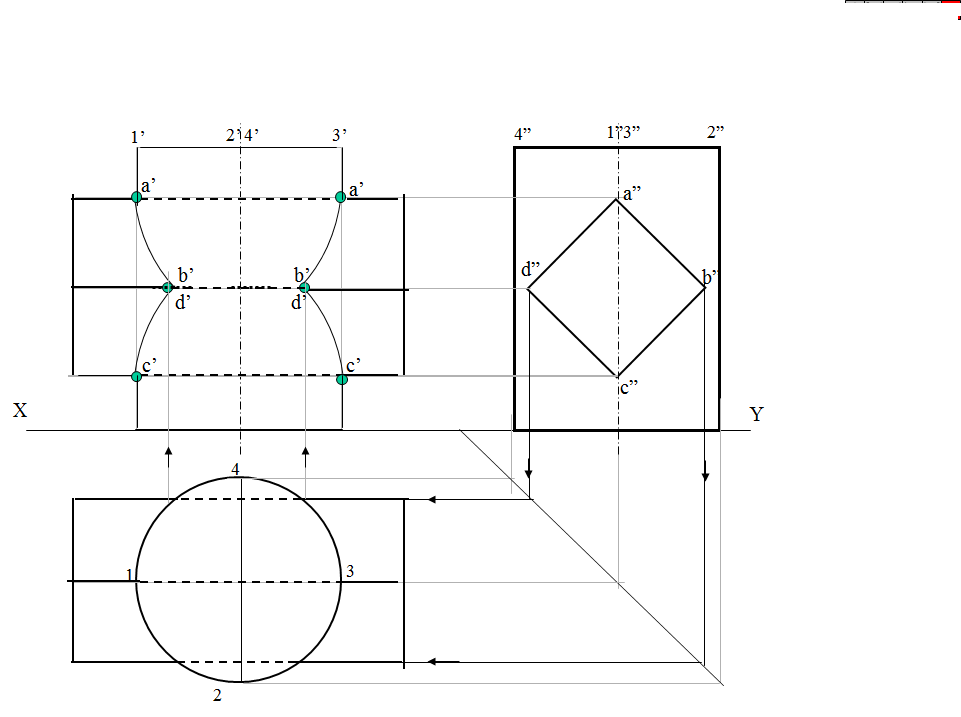 1’ 2’ 4’ 3’ 4” 1”3” 2”
a’ a’ a”
b’ b’ d” b”
d’ d’
c’ c’ c”
X Y
4
1 3
2